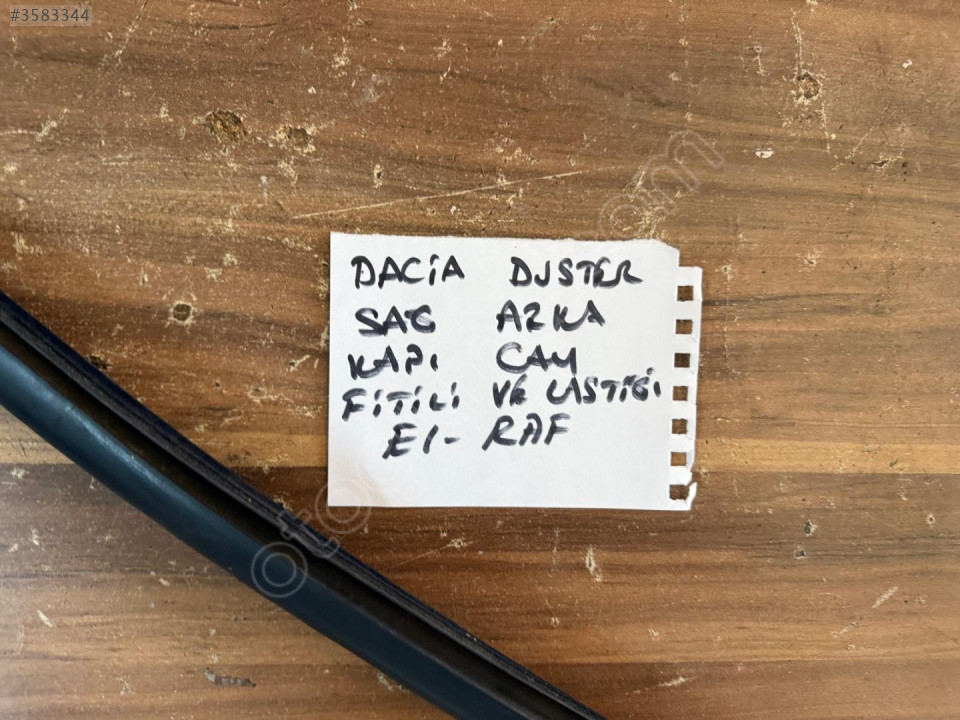 #3583344
DACİA DUSTER
SAĞ ARKA
KAPI CAM
FİTİLİ VE LASTİĞİ
E1- RAF